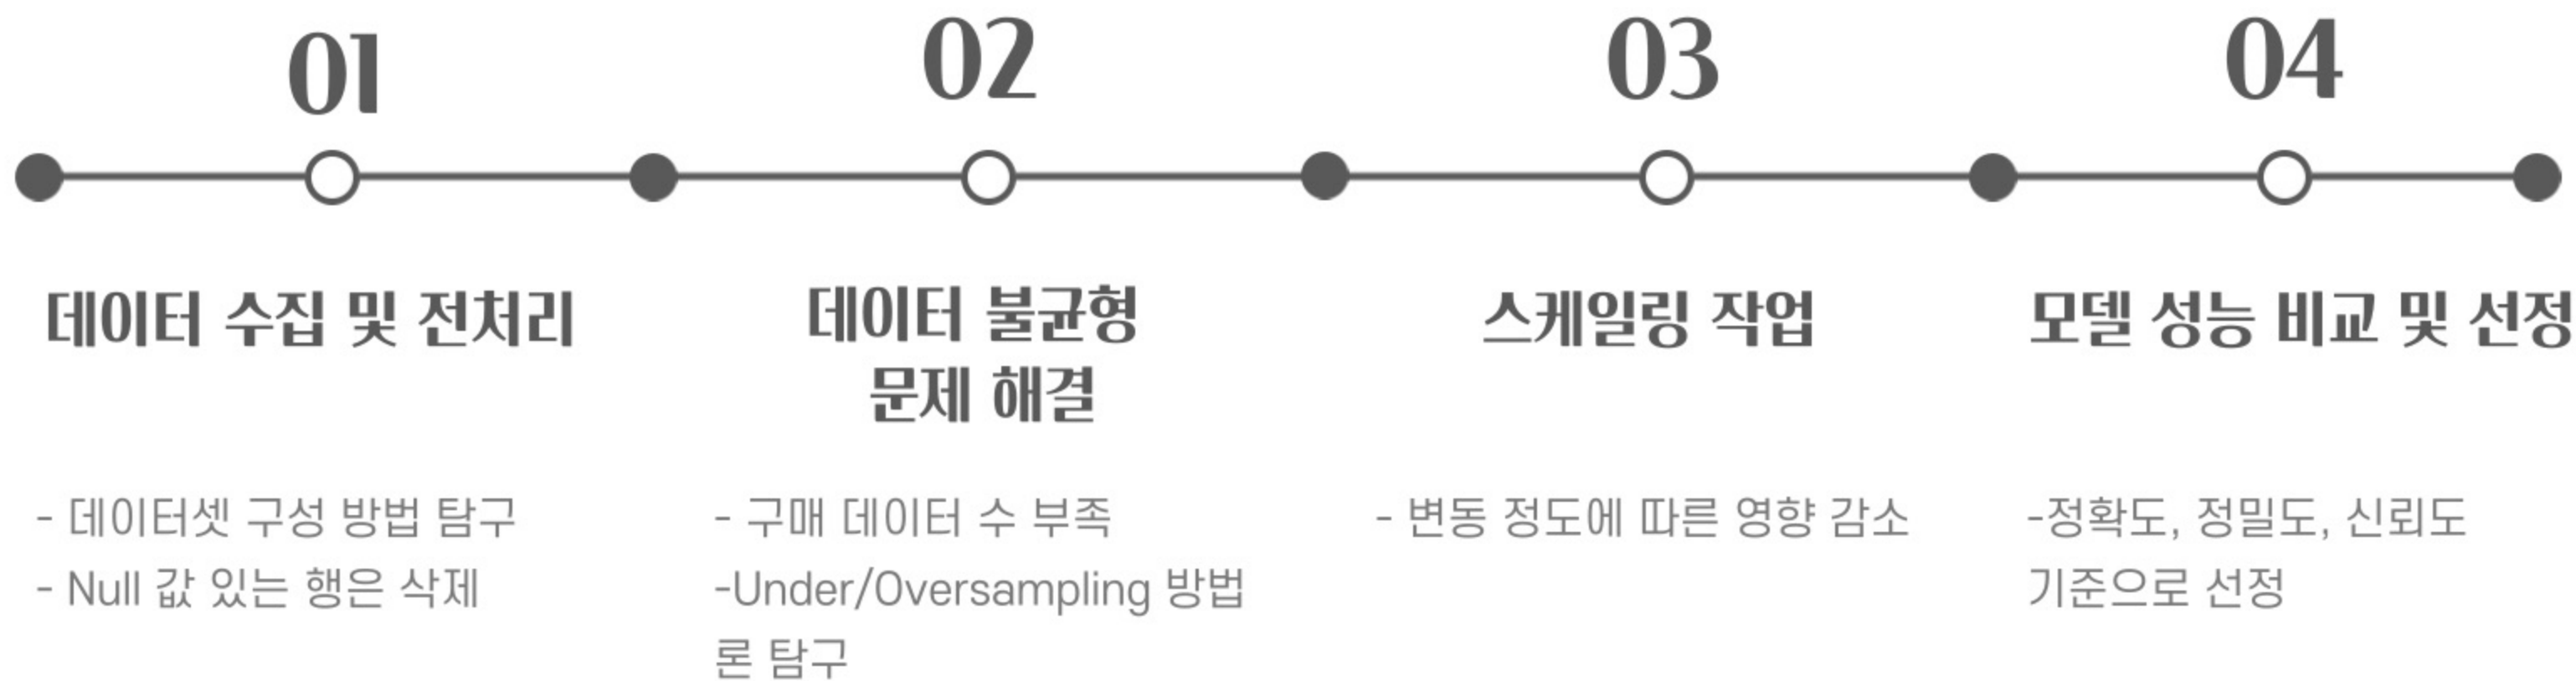 01
데이터 수집 및 전처리
- 데이터셋 구성 방법 탐구
- Null 값 있는 행은 삭제
02
데이터 불균형
문제 해결
- 구매 데이터 수 부족
-Under/Oversampling 방법
론 탐구
03
스케일링 작업
- 변동 정도에 따른 영향 감소
04
모델 성능 비교 및 선정
-정확도, 정밀도, 신뢰도
기준으로 선정